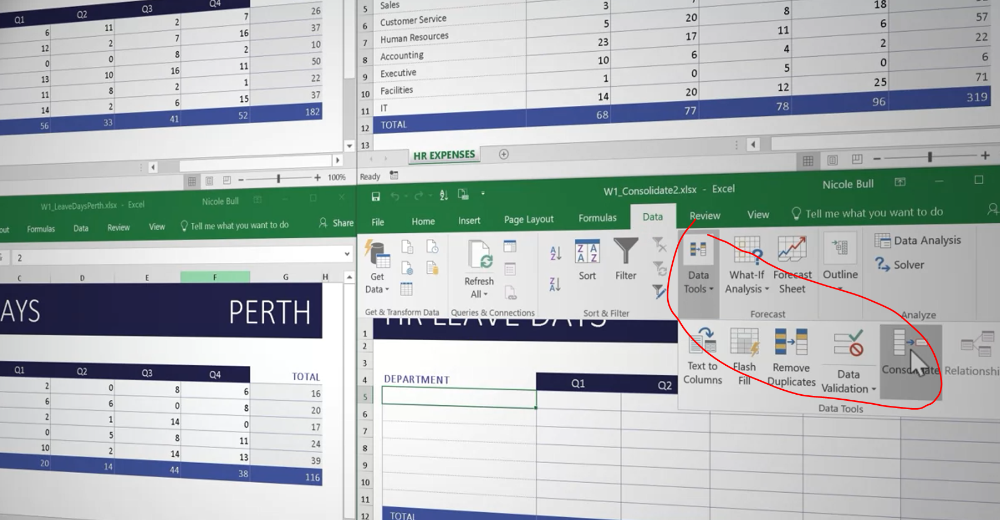 Q1 Q2 Q3 Q4
6 11 2 7 26
12 2 7 16 37
0 0 8 2 10
13 10 16 11 50
11 8 2 1 22
14 2 6 15 37
56 33 41 52 182
100%
5 Sales 3 18
6 Customer Service 5 20 8 6 57
7 Human Resources 23 17 11 2 22
8 Accounting 10 6 4 0 6
9 Executive 1 0 5 25 71
10 Facilities 14 20 12 96 319
11 IT 68 77 78
12 TOTAL
13
HR EXPENSES
Ready
W1_LeaveDaysPerth.xlsx - Excel Nicole Bull
out Formulas Data Review View Tell me what you want to do Share
2
C D E F G H
AYS PERTH
Q1 Q2 Q3 Q4 TOTAL
2 0 8 6 16
6 6 0 8 20
2 1 14 0 17
0 5 8 11 24
10 2 14 13 39
20 14 44 38 116
W1_Consolidate2.xlsx - Excel Nicole Bull
File Home Insert Page Layout Formulas Data Review View Tell me what you want to do
Get
Data
Refresh
All
Sort Filter
Data
Tools
What-If
Analysis
Forecast
Sheet
Outline
Data Analysis
Solver
Get & Transform Data Queries & Connections Sort & Filter Forecast Analyze
HR LEAVE DAYS
1
2
3
4 DEPARTMENT Q1 Q2
5
6
7
8
9
10
11
12 TOTAL
Text to
Columns
Flash
Fill
Remove
Duplicates
Data
Validation
Relationshi
Data Tools